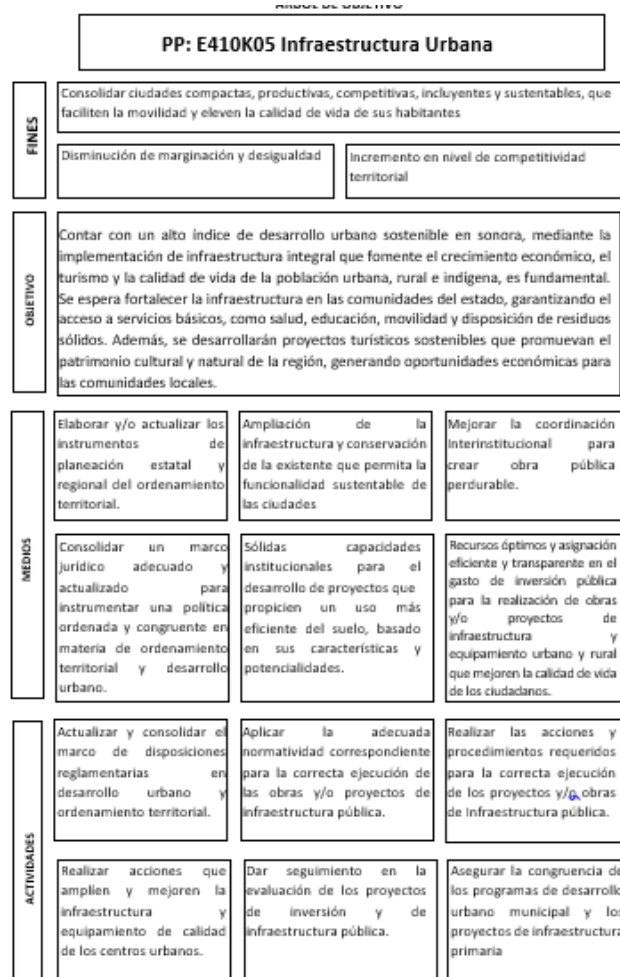 ÁRBOL DE OBJETIVO
PP: E410K05 Infraestructura Urbana
FINES
Consolidar ciudades compactas, productivas, competitivas, incluyentes y sustentables, que
faciliten la movilidad y eleven la calidad de vida de sus habitantes
Disminución de marginación y desigualdad
Incremento en nivel de competitividad
territorial
OBJETIVO
Contar con un alto índice de desarrollo urbano sostenible en sonora, mediante la
implementación de infraestructura integral que fomente el crecimiento económico, el
turismo y la calidad de vida de la población urbana, rural e indígena, es fundamental.
Se espera fortalecer la infraestructura en las comunidades del estado, garantizando el
acceso a servicios básicos, como salud, educación, movilidad y disposición de residuos
sólidos. Además, se desarrollarán proyectos turísticos sostenibles que promuevan el
patrimonio cultural y natural de la región, generando oportunidades económicas para
las comunidades locales.
MEDIOS
Elaborar y/o actualizar los
instrumentos de
planeación estatal y
regional del ordenamiento
territorial.
Ampliación de la
infraestructura y conservación
de la existente que permita la
funcionalidad sustentable de
las ciudades
Mejorar la coordinación
Interinstitucional para
crear obra pública
perdurable.
Consolidar un marco
jurídico adecuado y
actualizado para
instrumentar una política
ordenada y congruente en
materia de ordenamiento
territorial y desarrollo
urbano.
Sólidas capacidades
institucionales para el
desarrollo de proyectos que
propicien un uso más
eficiente del suelo, basado
en sus características y
potencialidades.
Recursos óptimos y asignación
eficiente y transparente en el
gasto de inversión pública
para la realización de obras
y/o proyectos de
infraestructura y
equipamiento urbano y rural
que mejoren la calidad de vida
de los ciudadanos.
ACTIVIDADES
Actualizar y consolidar el
marco de disposiciones
reglamentarias en
desarrollo urbano y
ordenamiento territorial.
Aplicar la adecuada
normatividad correspondiente
para la correcta ejecución de
las obras y/o proyectos de
infraestructura pública.
Realizar las acciones y
procedimientos requeridos
para la correcta ejecución
de los proyectos y/o obras
de Infraestructura pública.
Realizar acciones que
amplíen y mejoren la
infraestructura y
equipamiento de calidad
de los centros urbanos.
Dar seguimiento en la
evaluación de los proyectos
de inversión y de
infraestructura pública.
Asegurar la congruencia de
los programas de desarrollo
urbano municipal y los
proyectos de infraestructura
primaria